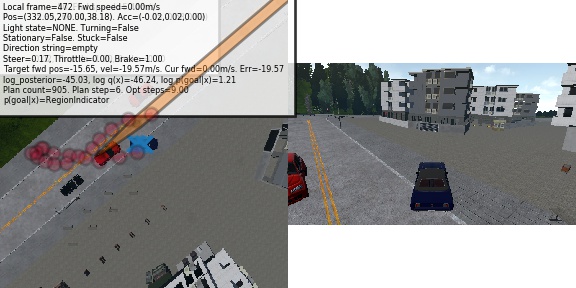 Local frame=472. Fwd speed=0.00m/s
Pos=(332.05,270.00,38.18). Acc=(-0.02,0.02,0.00)
Light state=NONE. Turning=False
Stationary=False. Stuck=False
Direction string=empty
Steer=0.17, Throttle=0.00, Brake=1.00
Target fwd pos=-15.65, vel=-19.57m/s. Cur fwd=0.00m/s. Err=-19.57
log_posterior=-45.03, log q(x)=-46.24, log p(goal|x)=1.21
Plan count=905. Plan step=6. Opt steps=9.00
p(goal|x)=RegionIndicator